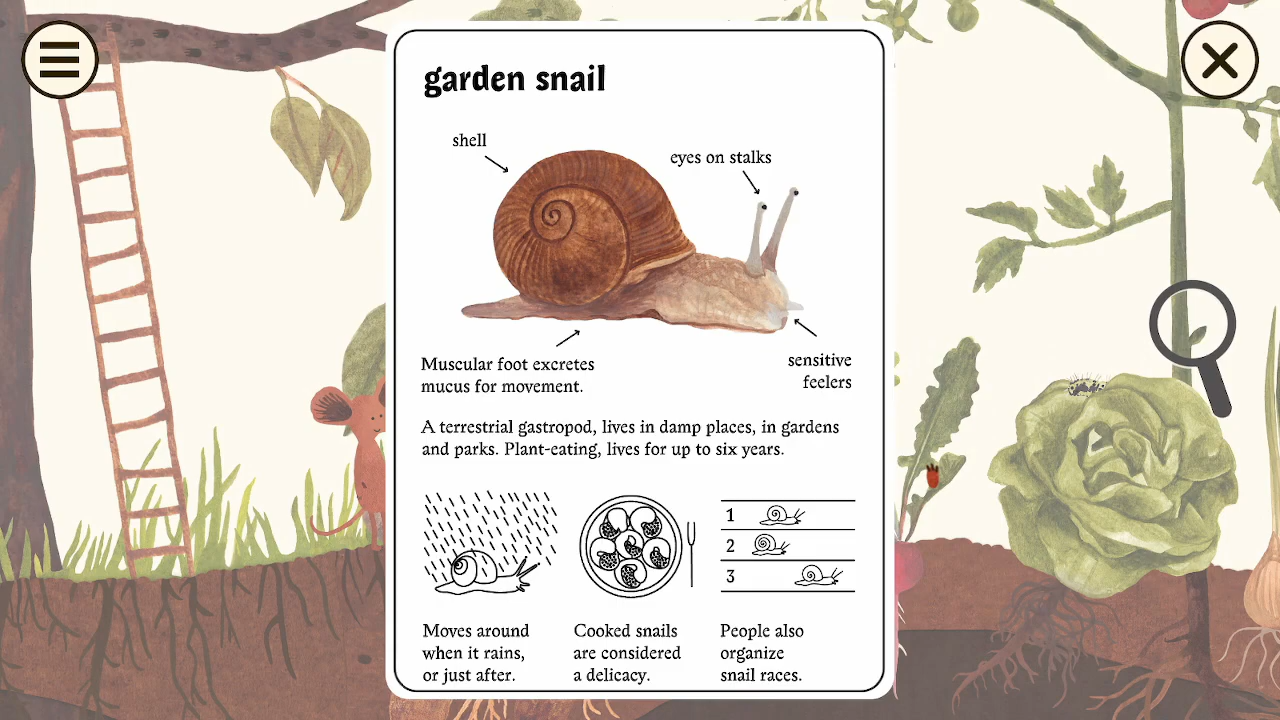 garden snail
shell
eyes on stalks
Muscular foot excretes
mucus for movement.
sensitive
feelers
A terrestrial gastropod, lives in damp places, in gardens
and parks. Plant-eating, lives for up to six years.
1
2
3
Moves around
when it rains,
or just after.
Cooked snails
are considered
a delicacy.
People also
organize
snail races.